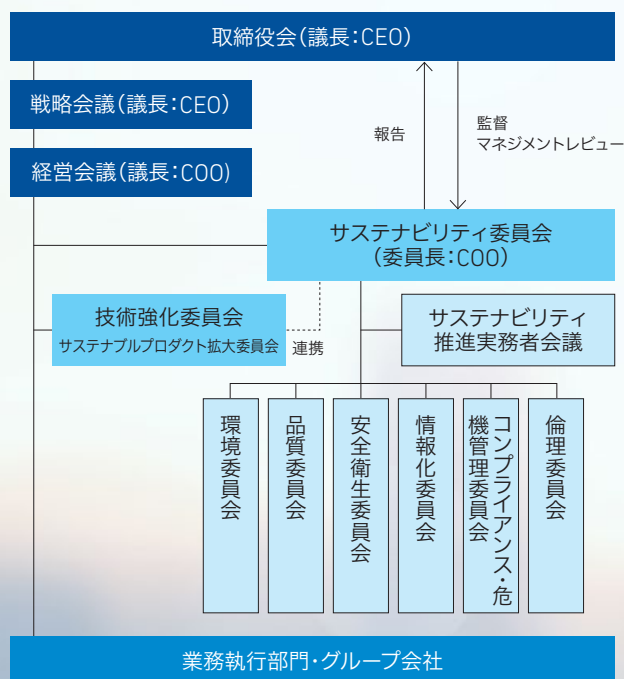 取締役会(議長:CEO)
戦略会議(議長:CEO)
報告
監督
マネジメントレビュー
経営会議(議長:COO)
サステナビリティ委員会
(委員長:COO)
技術強化委員会
サステナブルプロダクト拡大委員会
連携
サステナビリティ
推進実務者会議
環境委員会
品質委員会
安全衛生委員会
情報化委員会
コンプライアンス・危
機管理委員会
倫理委員会
業務執行部門・グループ会社